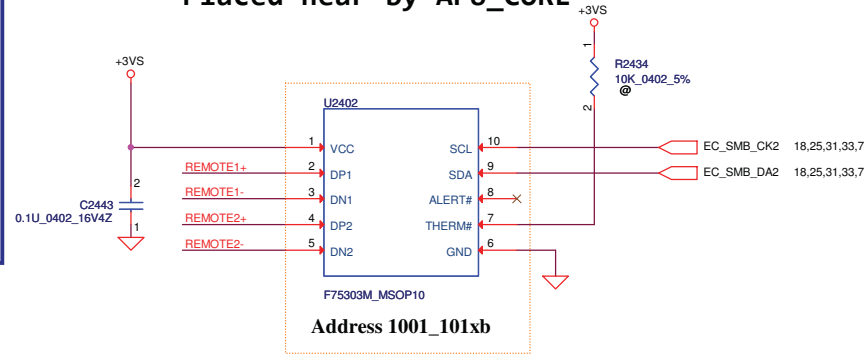 Placed near by APU_CORE
+3VS
+3VS
R2434
10K_0402_5%
@
1
2
U2402
1 VCC SCL 10
EC_SMB_CK2 18,25,31,33,7
REMOTE1+ 2 DP1 SDA 9
EC_SMB_DA2 18,25,31,33,7
REMOTE1- 3 DN1 ALERT# 8
REMOTE2+ 4 DP2 THERM# 7
REMOTE2- 5 DN2 GND 6
2
C2443
0.1U_0402_16V4Z
1
F75303M_MSOP10
Address 1001_101xb